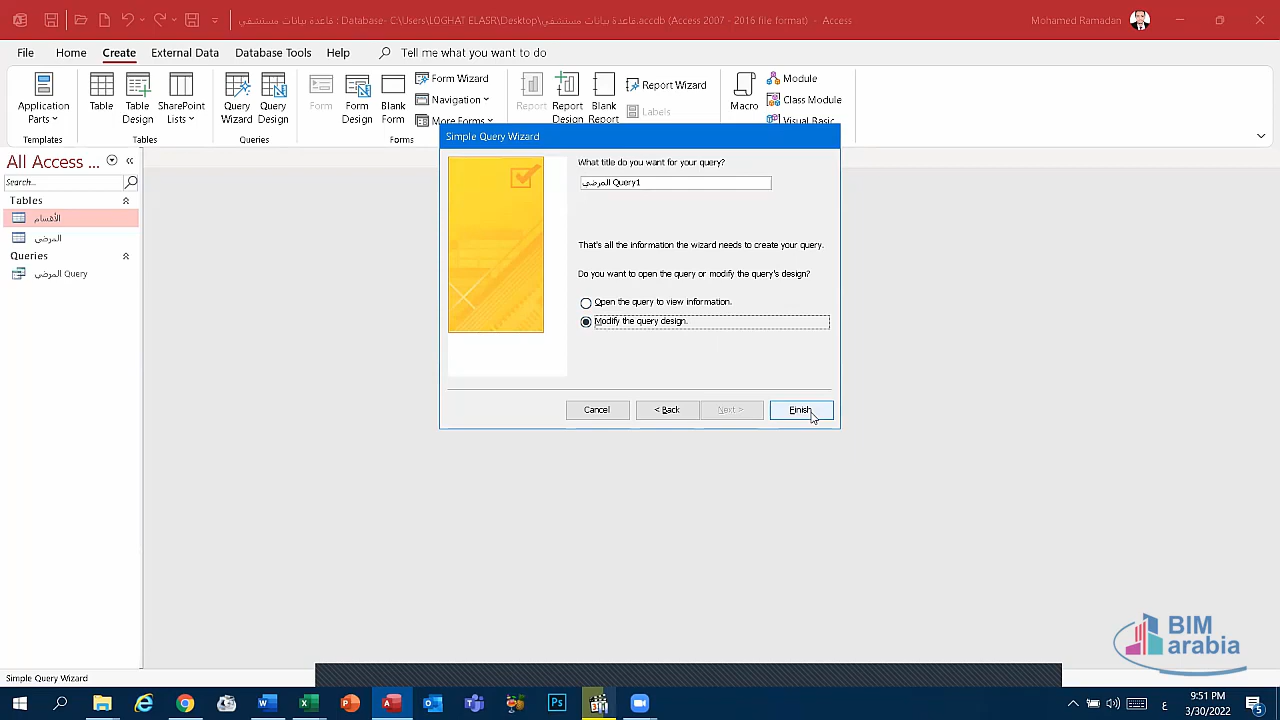 قاعدة بيانات مستشفي : Database- C:\Users\LOGHAT ELASR\Desktop\قاعدة بيانات مستشفي.accdb (Access 2007 - 2016 file format) - Access
Mohamed Ramadan
File Home Create External Data Database Tools Help Tell me what you want to do
Application Parts
Table
Table Design
SharePoint Lists
Query Wizard
Query Design
Form
Form Design
Blank Form
Form Wizard
Navigation
More Forms
Report
Report Design
Blank Report
Report Wizard
Labels
Macro
Module
Class Module
Visual Basic
Templates
Tables
Queries
Forms
All Access ...
Search...
Tables
الأقسام
المرضي
Queries
المرضي Query
Simple Query Wizard
What title do you want for your query?
المرضي Query1
That's all the information the wizard needs to create your query.
Do you want to open the query or modify the query's design?
Open the query to view information.
Modify the query design.
Cancel
< Back
Next >
Finish
BIM
arabia
Simple Query Wizard
9:51 PM
3/30/2022
ع
5